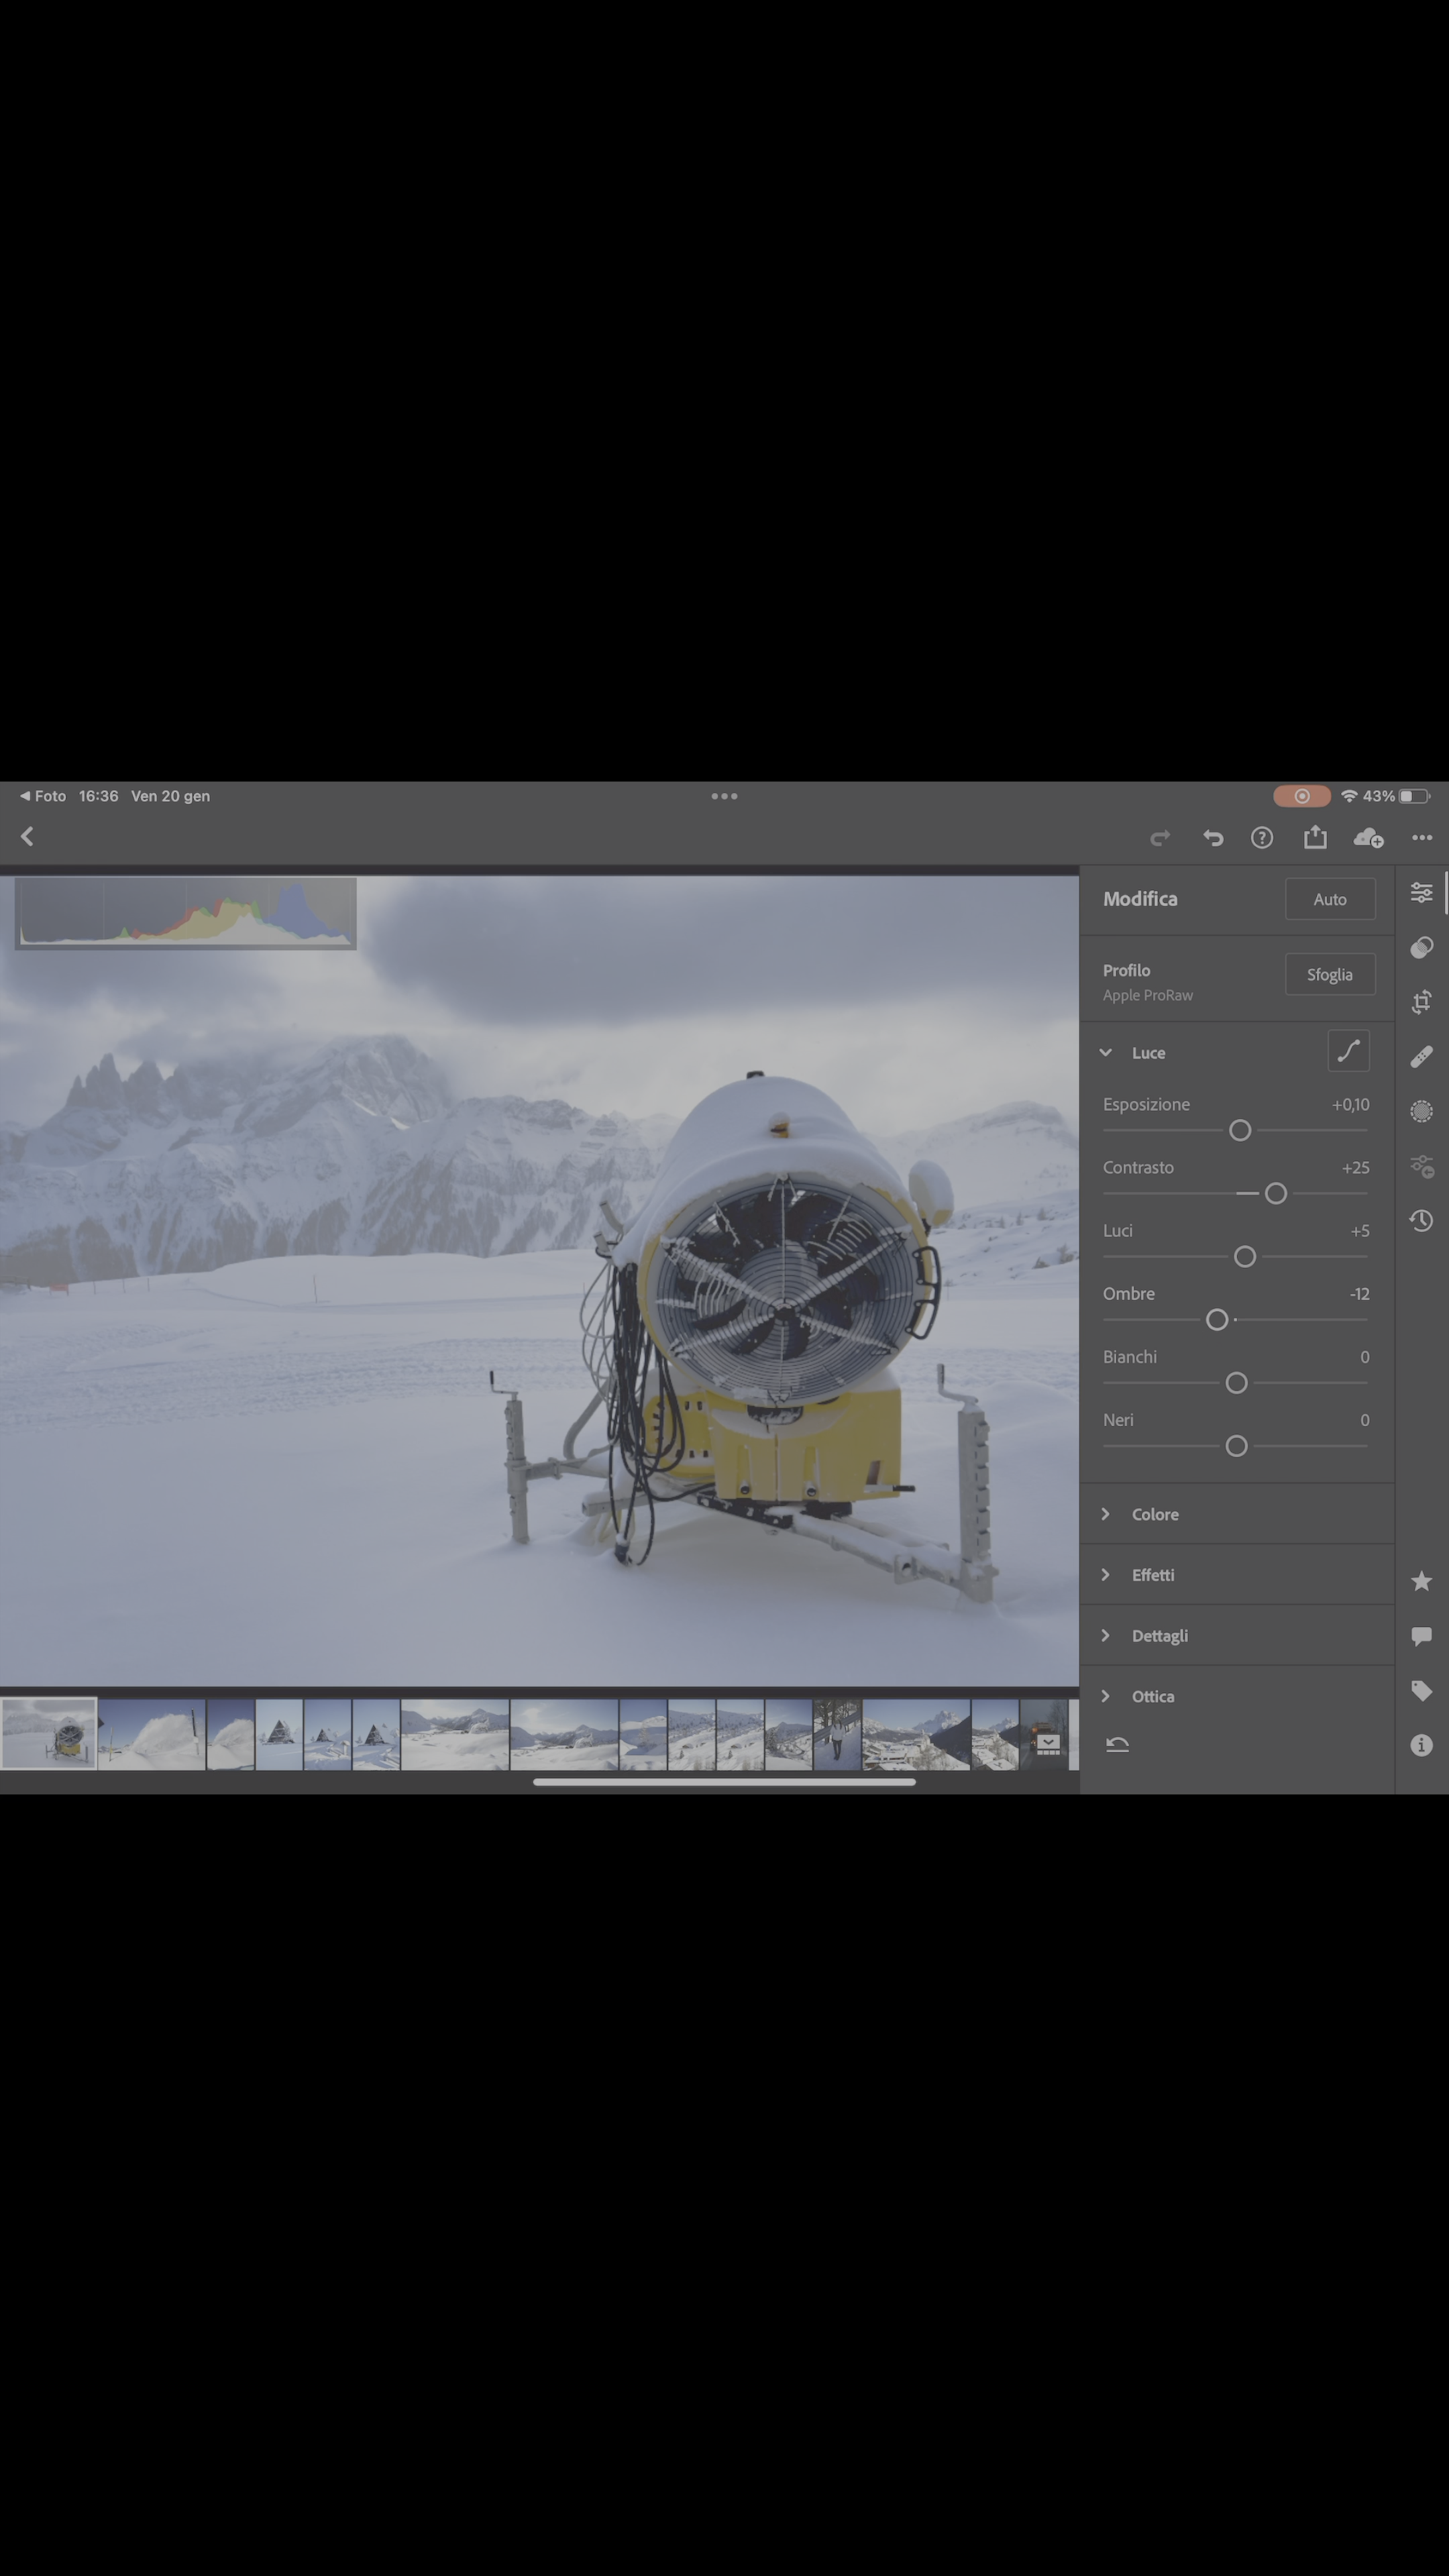 Foto 16:36 Ven 20 gen 43%
Modifica Auto
Profilo Sfoglia
Apple ProRaw
Luce
Esposizione +0,10
Contrasto +25
Luci +5
Ombre -12
Bianchi 0
Neri 0
Colore
Effetti
Dettagli
Ottica